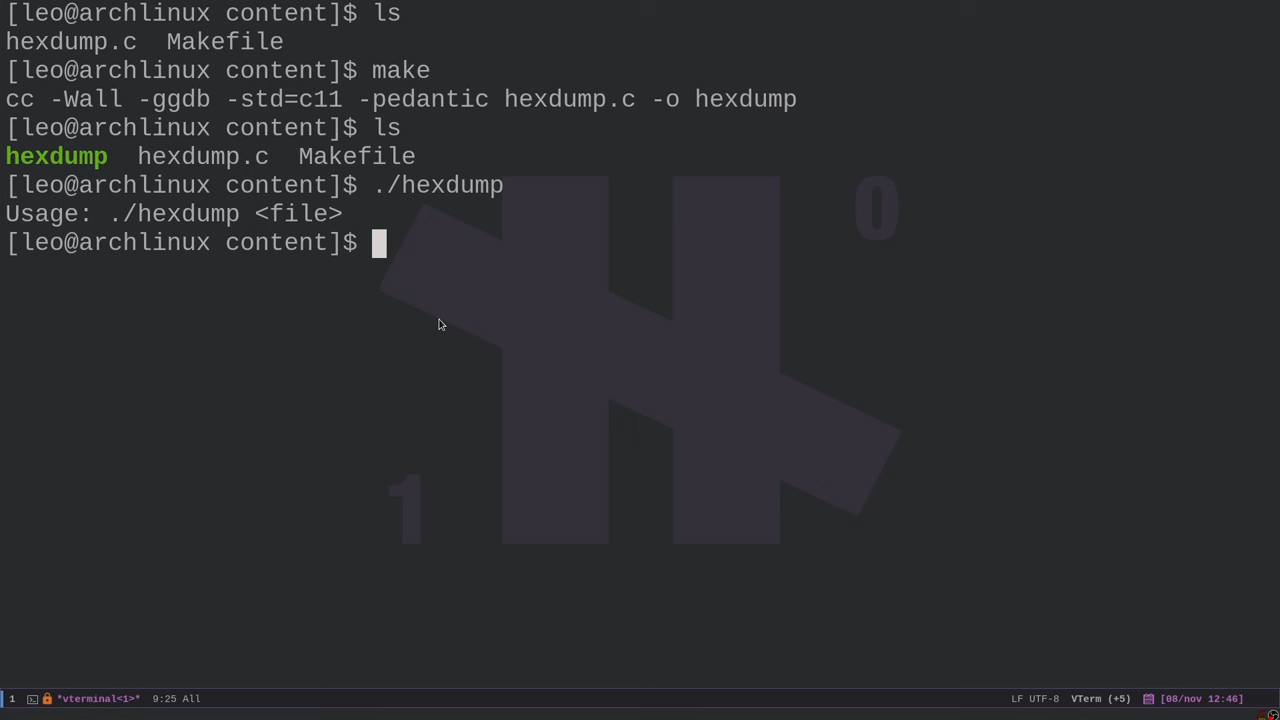 [leo@archlinux content]$ ls
hexdump.c  Makefile
[leo@archlinux content]$ make
cc -Wall -ggdb -std=c11 -pedantic hexdump.c -o hexdump
[leo@archlinux content]$ ls
hexdump  hexdump.c  Makefile
[leo@archlinux content]$ ./hexdump
Usage: ./hexdump <file>
[leo@archlinux content]$
0
1
1 *vterminal<1>* 9:25 All LF UTF-8 VTerm (+5) [08/nov 12:46]